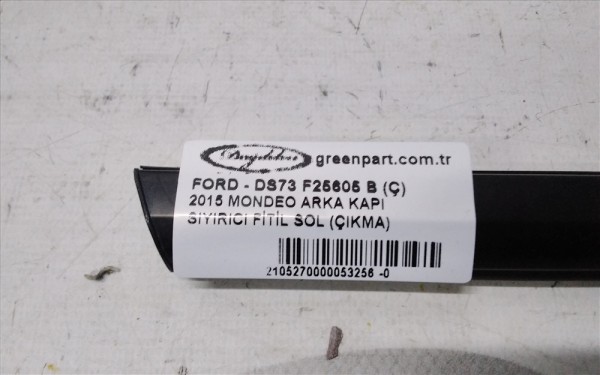 greenpart.com.tr
FORD - DS73 F25605 B (Ç)
2015 MONDEO ARKA KAPI
SIYIRICI FİTİL SOL (ÇIKMA)
2105270000053256 -0